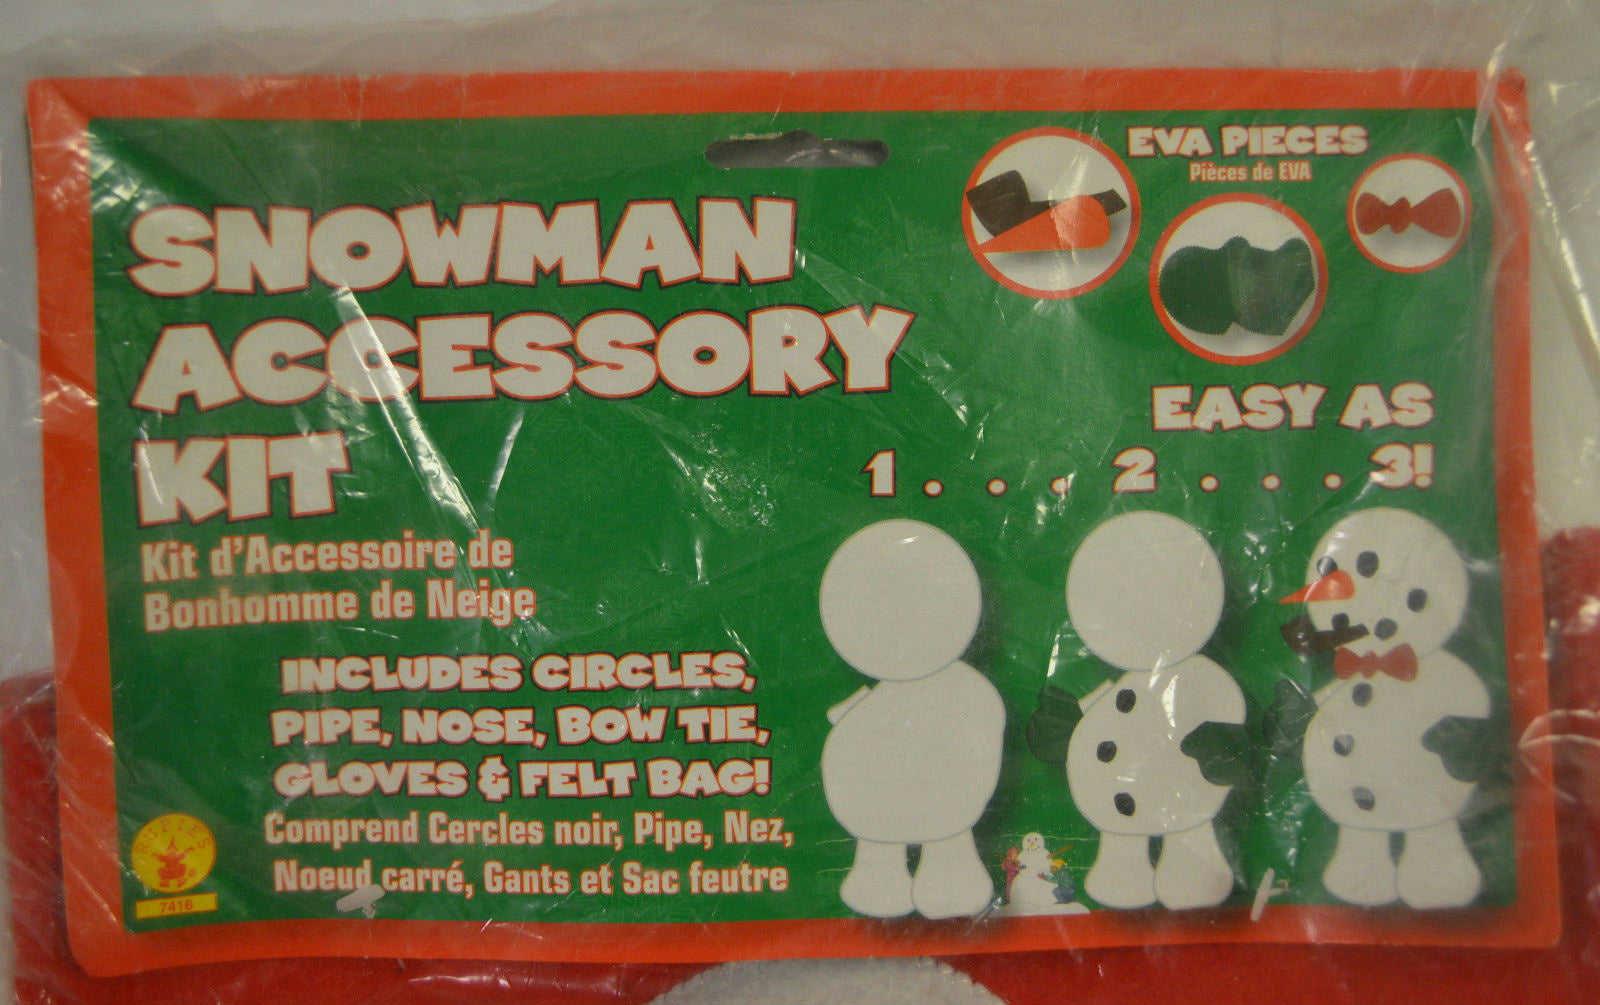 SNOWMAN
ACCESSORY
KIT
Kit d'Accessoire de
Bonhomme de Neige
INCLUDES CIRCLES,
PIPE, NOSE, BOW TIE,
GLOVES & FELT BAG!
Comprend Cercles noir, Pipe, Nez,
Noeud carré, Gants et Sac feutre
RUBIE'S
7418
EVA PIECES
Pièces de EVA
EASY AS
1 . . . 2 . . . 3!